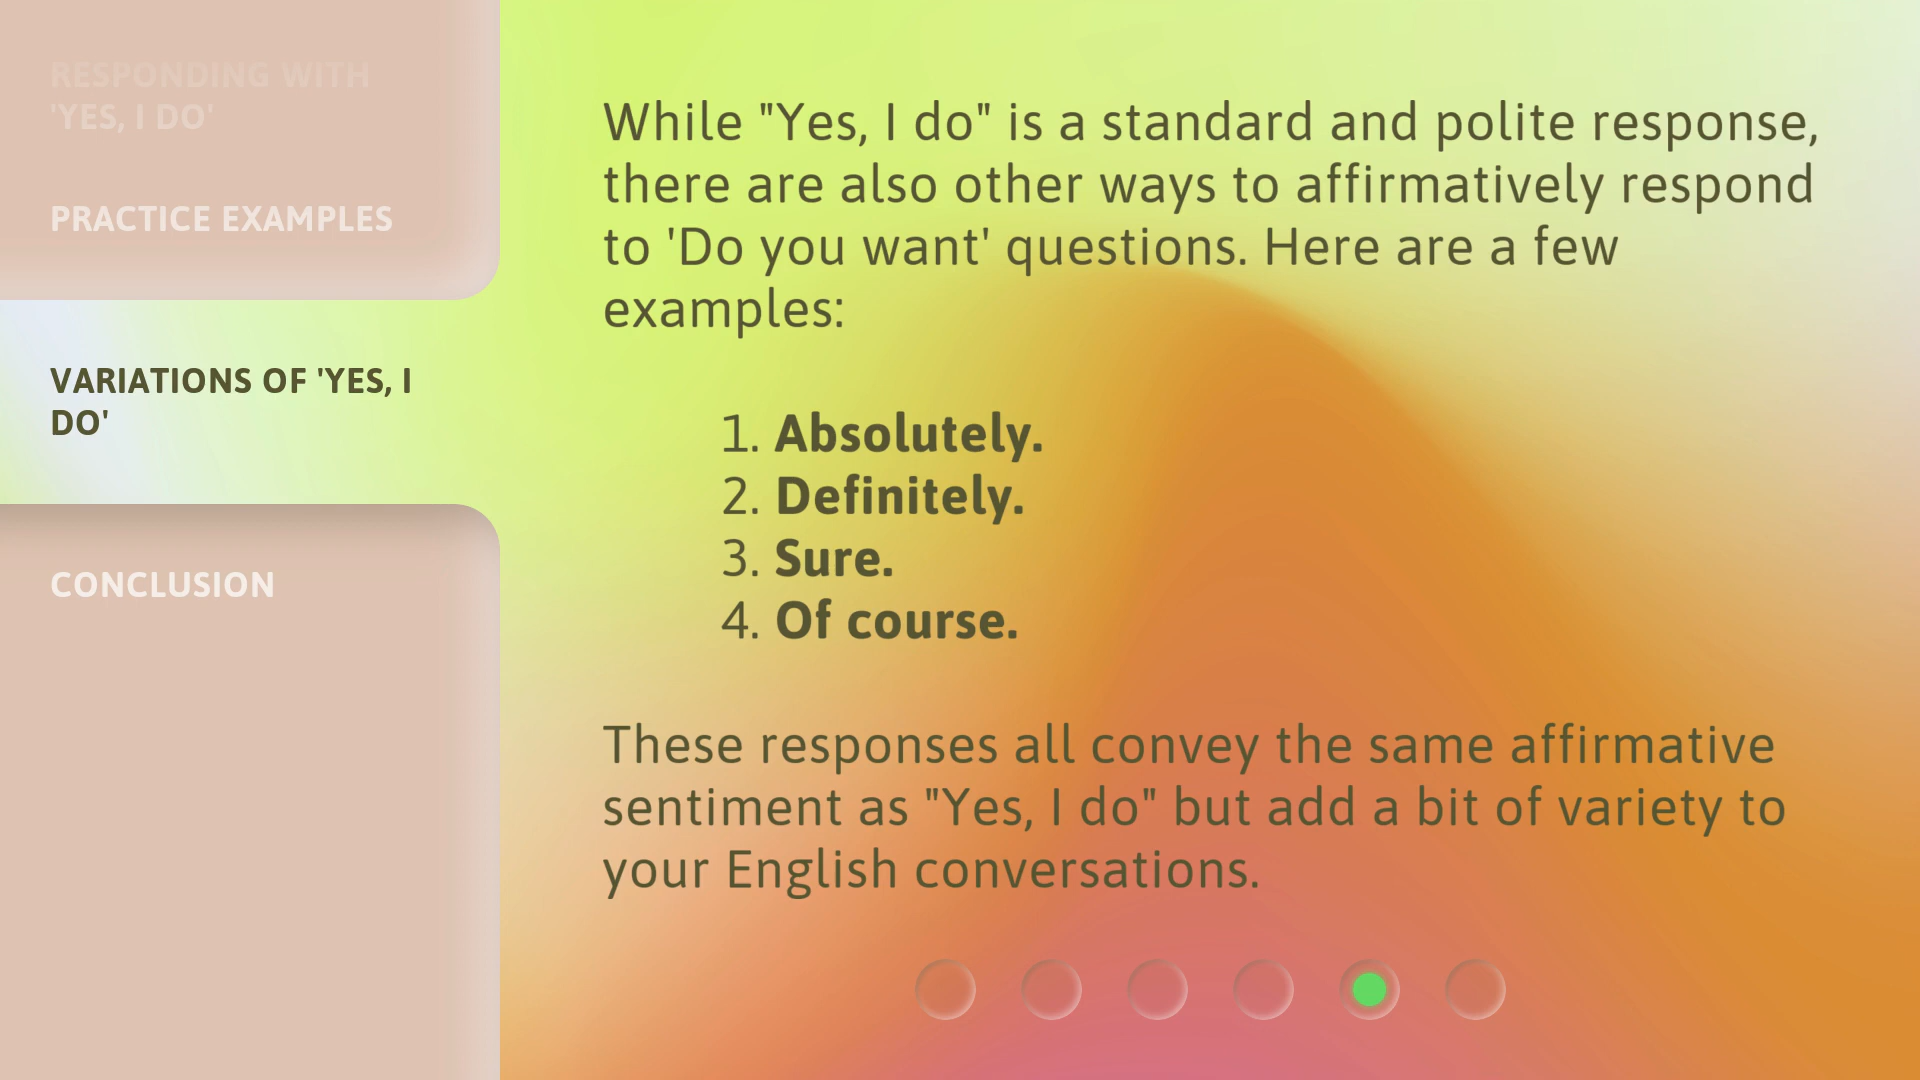 RESPONDING WITH
'YES, I DO'
PRACTICE EXAMPLES
VARIATIONS OF 'YES, I
DO'
CONCLUSION
While "Yes, I do" is a standard and polite response,
there are also other ways to affirmatively respond
to 'Do you want' questions. Here are a few
examples:
1. Absolutely.
2. Definitely.
3. Sure.
4. Of course.
These responses all convey the same affirmative
sentiment as "Yes, I do" but add a bit of variety to
your English conversations.